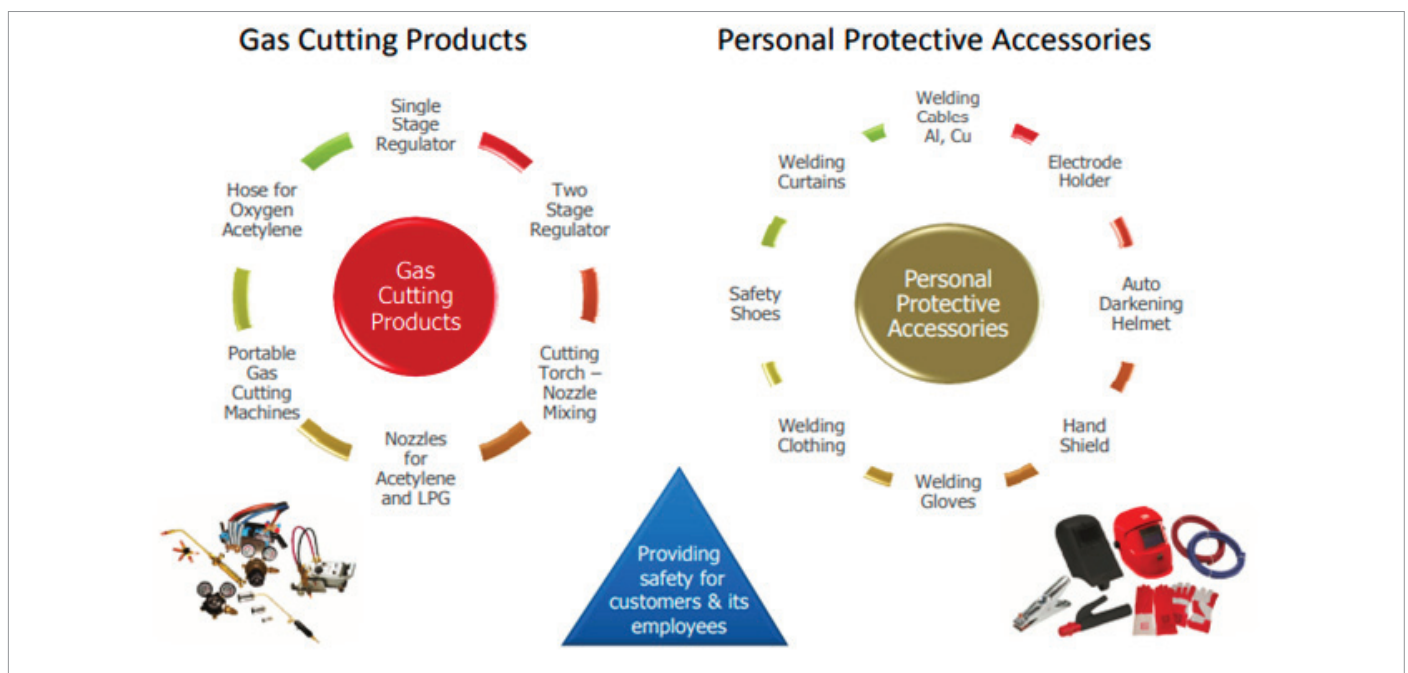 Gas Cutting Products
Single
Stage
Regulator
Two
Stage
Regulator
Cutting
Torch –
Nozzle
Mixing
Nozzles
for
Acetylene
and LPG
Portable
Gas
Cutting
Machines
Hose for
Oxygen
Acetylene
Gas
Cutting
Products
Personal Protective Accessories
Welding
Cables
Al, Cu
Electrode
Holder
Auto
Darkening
Helmet
Hand
Shield
Welding
Gloves
Welding
Clothing
Safety
Shoes
Welding
Curtains
Personal
Protective
Accessories
Providing
safety for
customers & its
employees